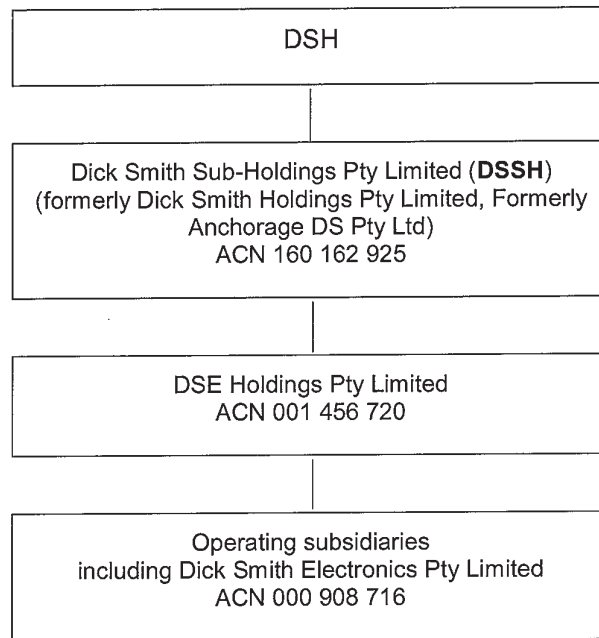 DSH
Dick Smith Sub-Holdings Pty Limited (DSSH)
(formerly Dick Smith Holdings Pty Limited, Formerly
Anchorage DS Pty Ltd)
ACN 160 162 925
DSE Holdings Pty Limited
ACN 001 456 720
Operating subsidiaries
including Dick Smith Electronics Pty Limited
ACN 000 908 716